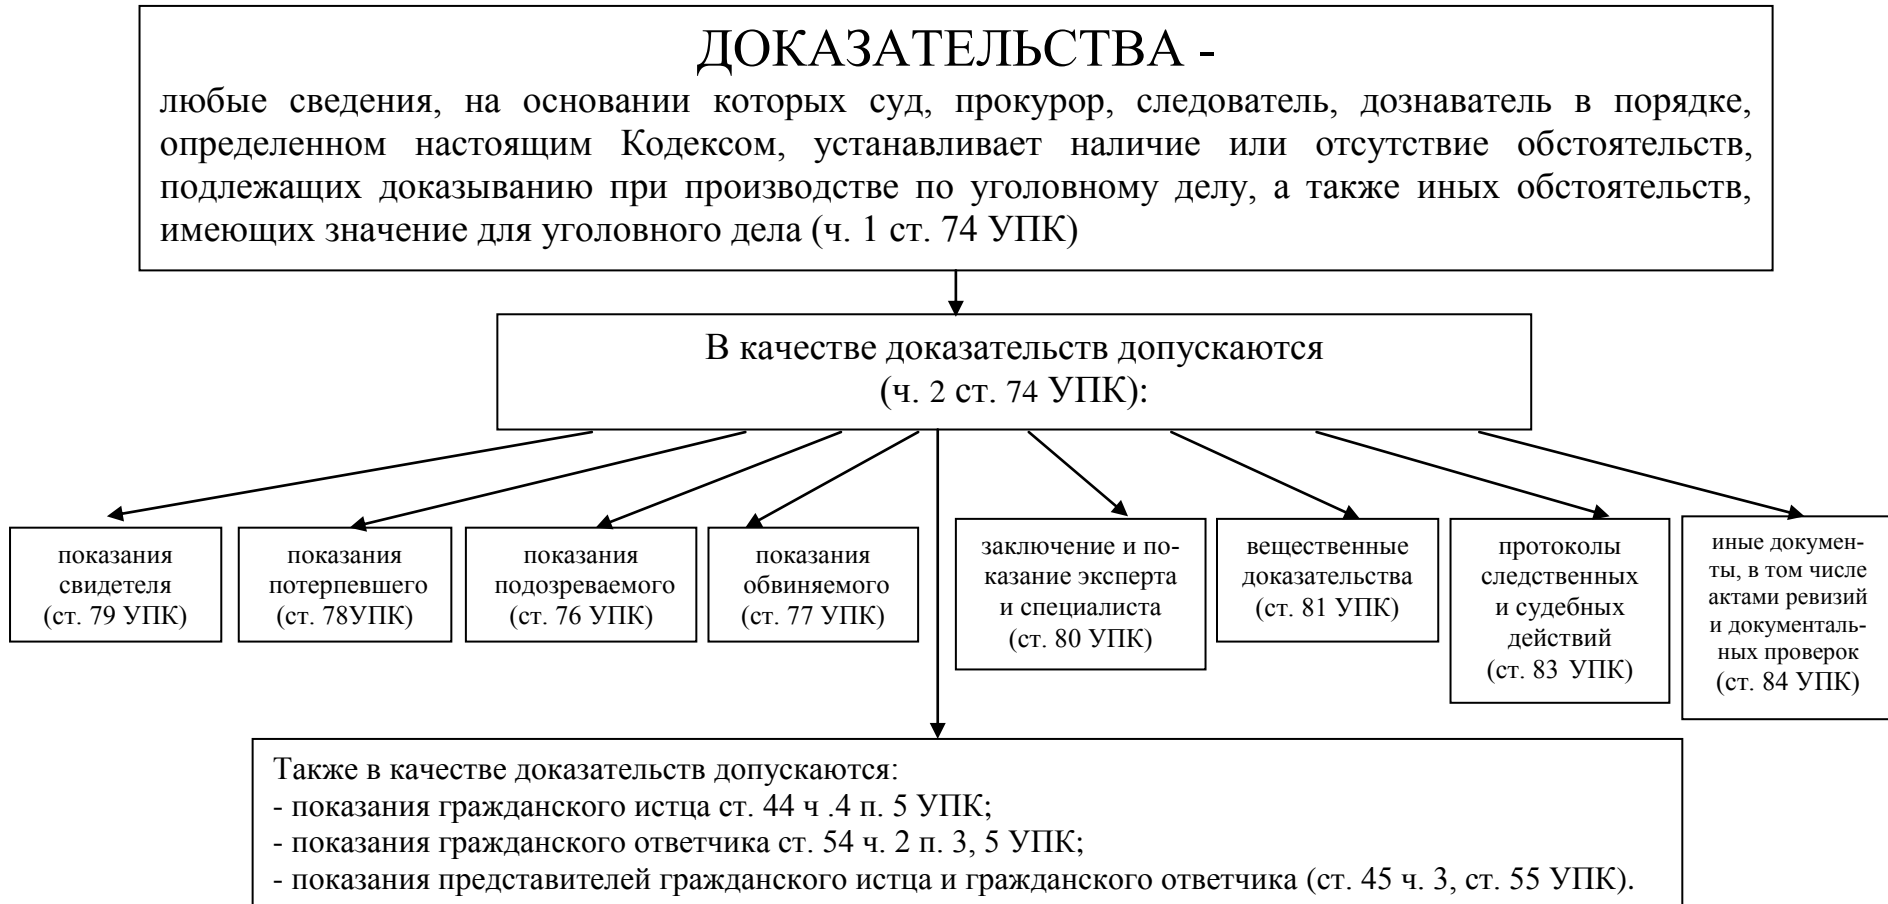 ДОКАЗАТЕЛЬСТВА -
любые сведения, на основании которых суд, прокурор, следователь, дознаватель в порядке,
определенном настоящим Кодексом, устанавливает наличие или отсутствие обстоятельств,
подлежащих доказыванию при производстве по уголовному делу, а также иных обстоятельств,
имеющих значение для уголовного дела (ч. 1 ст. 74 УПК)
В качестве доказательств допускаются
(ч. 2 ст. 74 УПК):
показания
свидетеля
(ст. 79 УПК)
показания
потерпевшего
(ст. 78УПК)
показания
подозреваемого
(ст. 76 УПК)
показания
обвиняемого
(ст. 77 УПК)
заключение и по-
казание эксперта
и специалиста
(ст. 80 УПК)
вещественные
доказательства
(ст. 81 УПК)
протоколы
следственных
и судебных
действий
(ст. 83 УПК)
иные докумен-
ты, в том числе
актами ревизий
и документаль-
ных проверок
(ст. 84 УПК)
Также в качестве доказательств допускаются:
- показания гражданского истца ст. 44 ч .4 п. 5 УПК;
- показания гражданского ответчика ст. 54 ч. 2 п. 3, 5 УПК;
- показания представителей гражданского истца и гражданского ответчика (ст. 45 ч. 3, ст. 55 УПК).